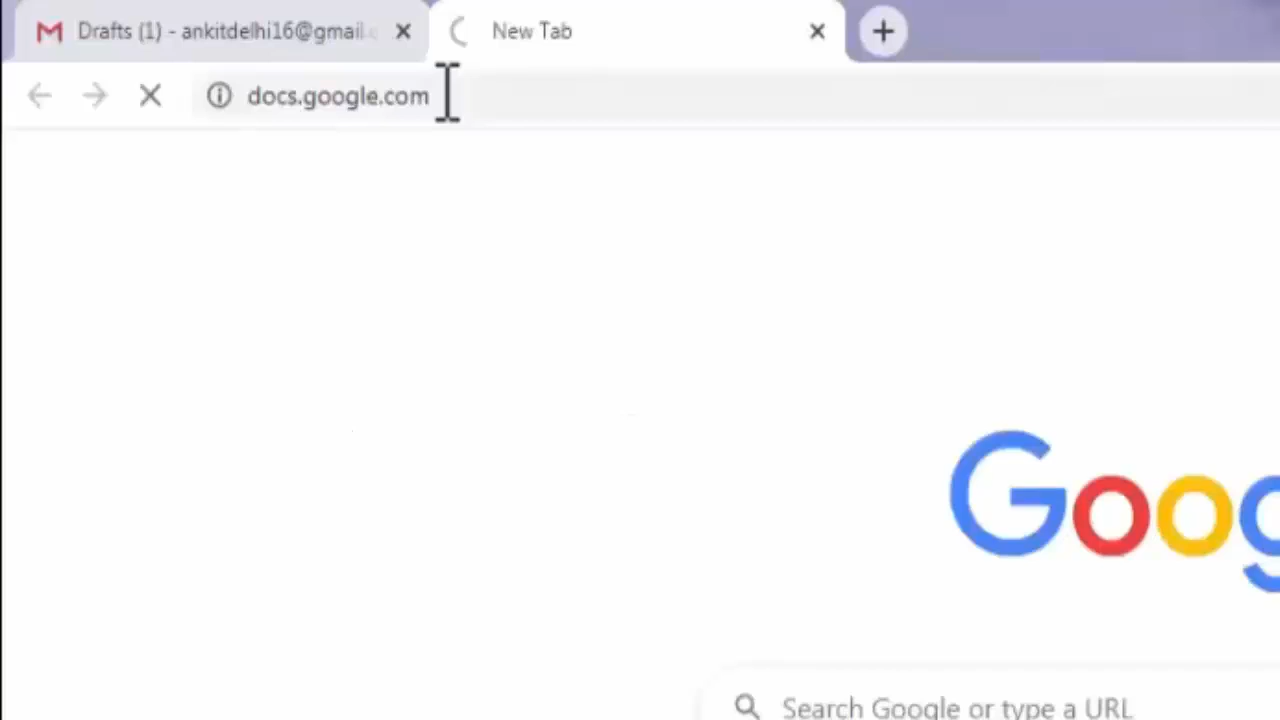 Drafts (1) - ankitdelhi16@gmail.c
New Tab
docs.google.com
Goog
Search Google or type a URL